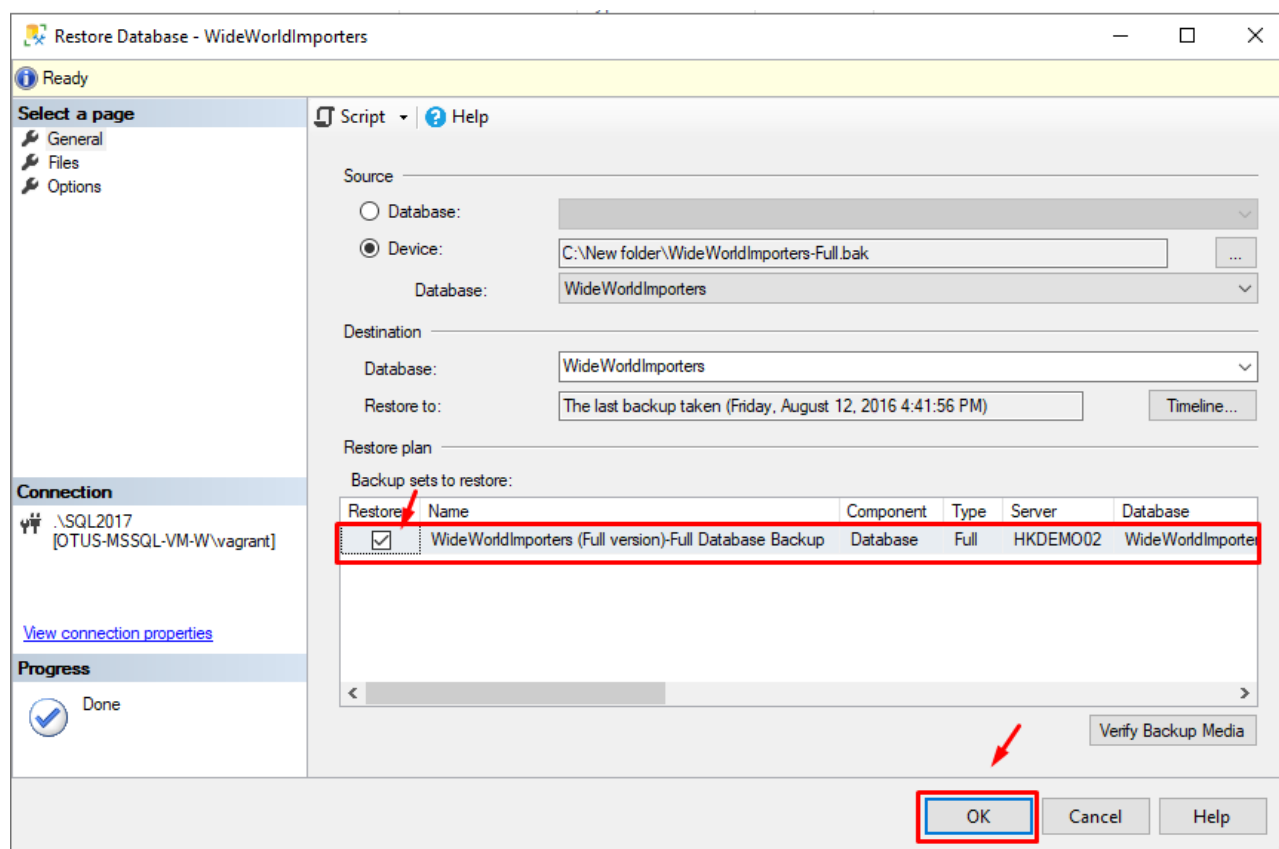 Restore Database - WideWorldImporters
Ready
Select a page
General
Files
Options
Script
Help
Source
Database:
Device:
C:\New folder\WideWorldImporters-Full.bak
...
Database:
WideWorldImporters
Destination
Database:
WideWorldImporters
Restore to:
The last backup taken (Friday, August 12, 2016 4:41:56 PM)
Timeline...
Restore plan
Backup sets to restore:
Restore Name Component Type Server Database
WideWorldImporters (Full version)-Full Database Backup Database Full HKDEMO02 WideWorldImporter
Connection
.\SQL2017
[OTUS-MSSQL-VM-W\vagrant]
View connection properties
Progress
Done
Verify Backup Media
OK
Cancel
Help